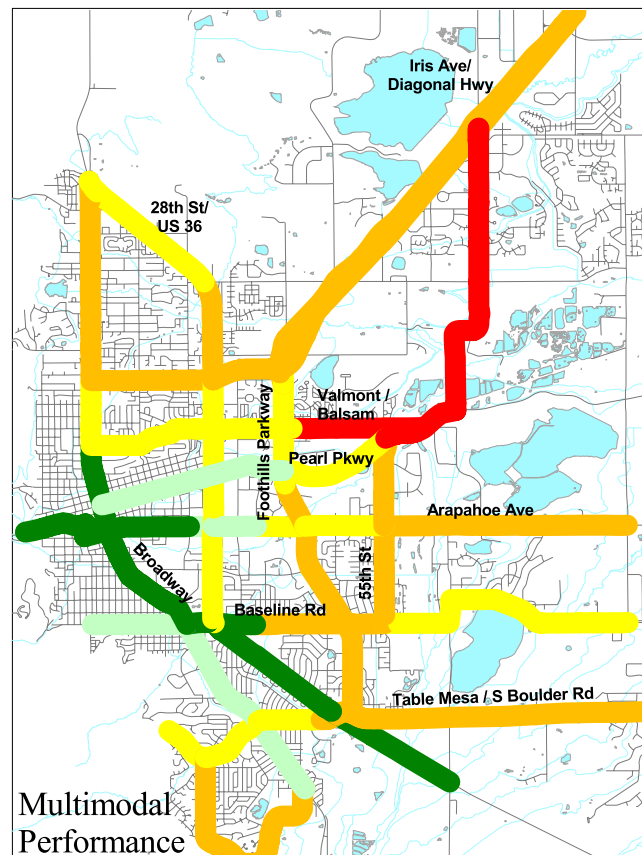 Iris Ave/
Diagonal Hwy
28th St/
US 36
Foothills Parkway
Valmont /
Balsam
Pearl Pkwy
Arapahoe Ave
Broadway
55th St
Baseline Rd
Table Mesa / S Boulder Rd
Multimodal
Performance